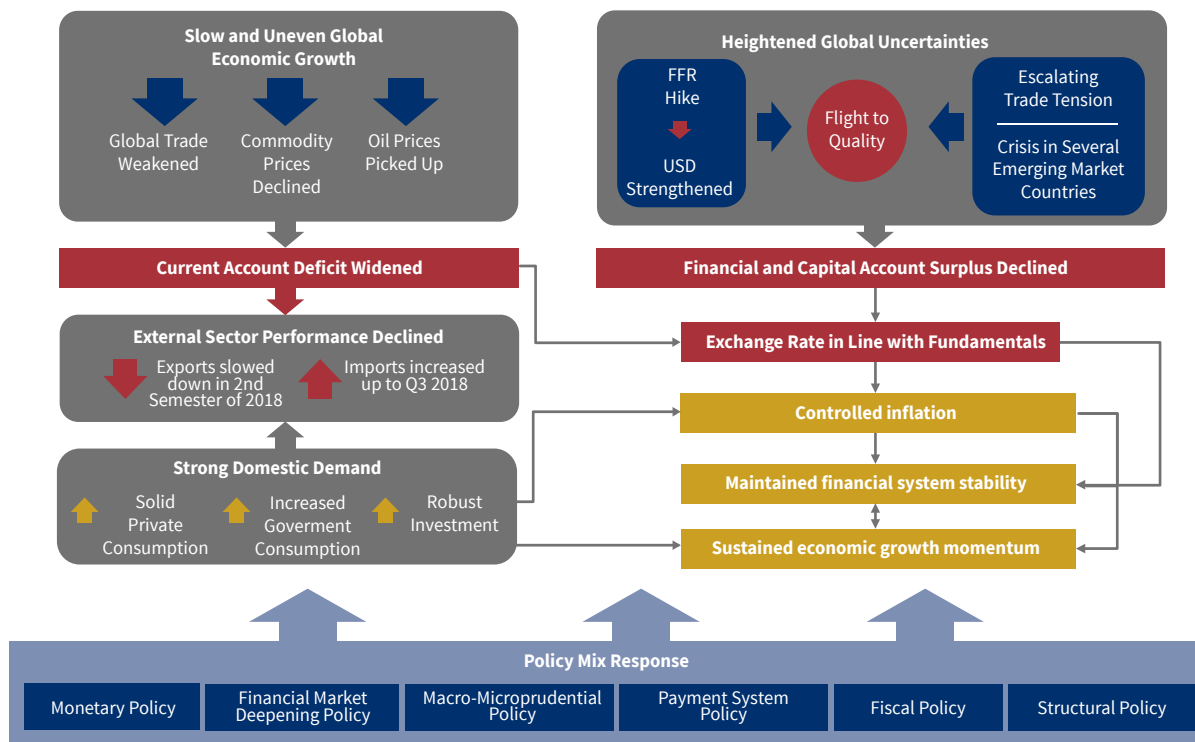 Slow and Uneven Global
Economic Growth
Global Trade
Weakened
Commodity
Prices
Declined
Oil Prices
Picked Up
Heightened Global Uncertainties
FFR
Hike
USD
Strengthened
Flight to
Quality
Escalating
Trade Tension
Crisis in Several
Emerging Market
Countries
Current Account Deficit Widened
Financial and Capital Account Surplus Declined
External Sector Performance Declined
Exports slowed
down in 2nd
Semester of 2018
Imports increased
up to Q3 2018
Exchange Rate in Line with Fundamentals
Controlled inflation
Strong Domestic Demand
Solid
Private
Consumption
Increased
Goverment
Consumption
Robust
Investment
Maintained financial system stability
Sustained economic growth momentum
Policy Mix Response
Monetary Policy
Financial Market
Deepening Policy
Macro-Microprudential
Policy
Payment System
Policy
Fiscal Policy
Structural Policy